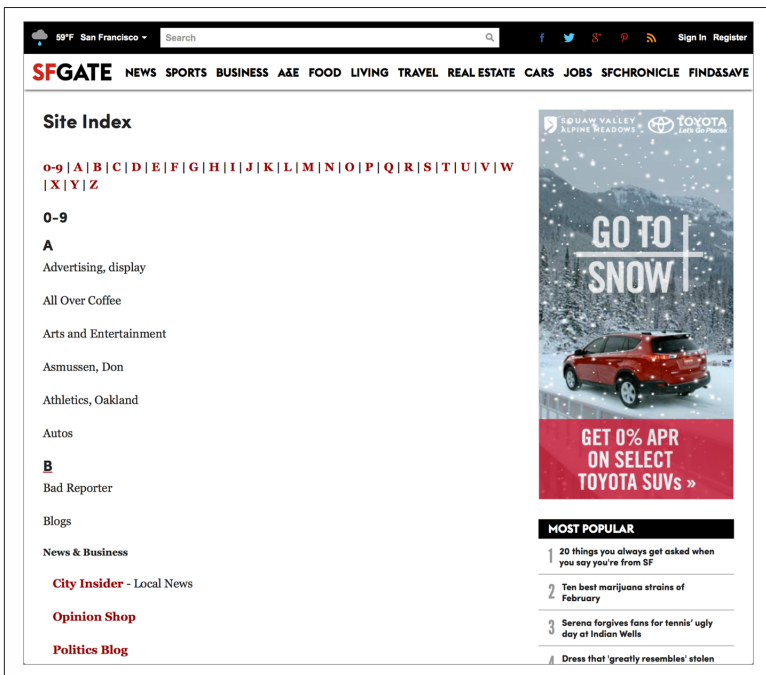 59°F San Francisco
Search
f
g+
Sign In Register
SFGATE NEWS SPORTS BUSINESS A&E FOOD LIVING TRAVEL REAL ESTATE CARS JOBS SFCHRONICLE FIND&SAVE
Site Index
0-9 | A | B | C | D | E | F | G | H | I | J | K | L | M | N | O | P | Q | R | S | T | U | V | W
| X | Y | Z
0-9
A
Advertising, display
All Over Coffee
Arts and Entertainment
Asmussen, Don
Athletics, Oakland
Autos
B
Bad Reporter
Blogs
News & Business
City Insider - Local News
Opinion Shop
Politics Blog
SQUAW VALLEY
ALPINE MEADOWS
TOYOTA
Let's Go Places
GO TO
SNOW
GET 0% APR
ON SELECT
TOYOTA SUVs »
MOST POPULAR
1 20 things you always get asked when
you say you're from SF
2 Ten best marijuana strains of
February
3 Serena forgives fans for tennis' ugly
day at Indian Wells
4 Dress that 'greatly resembles' stolen